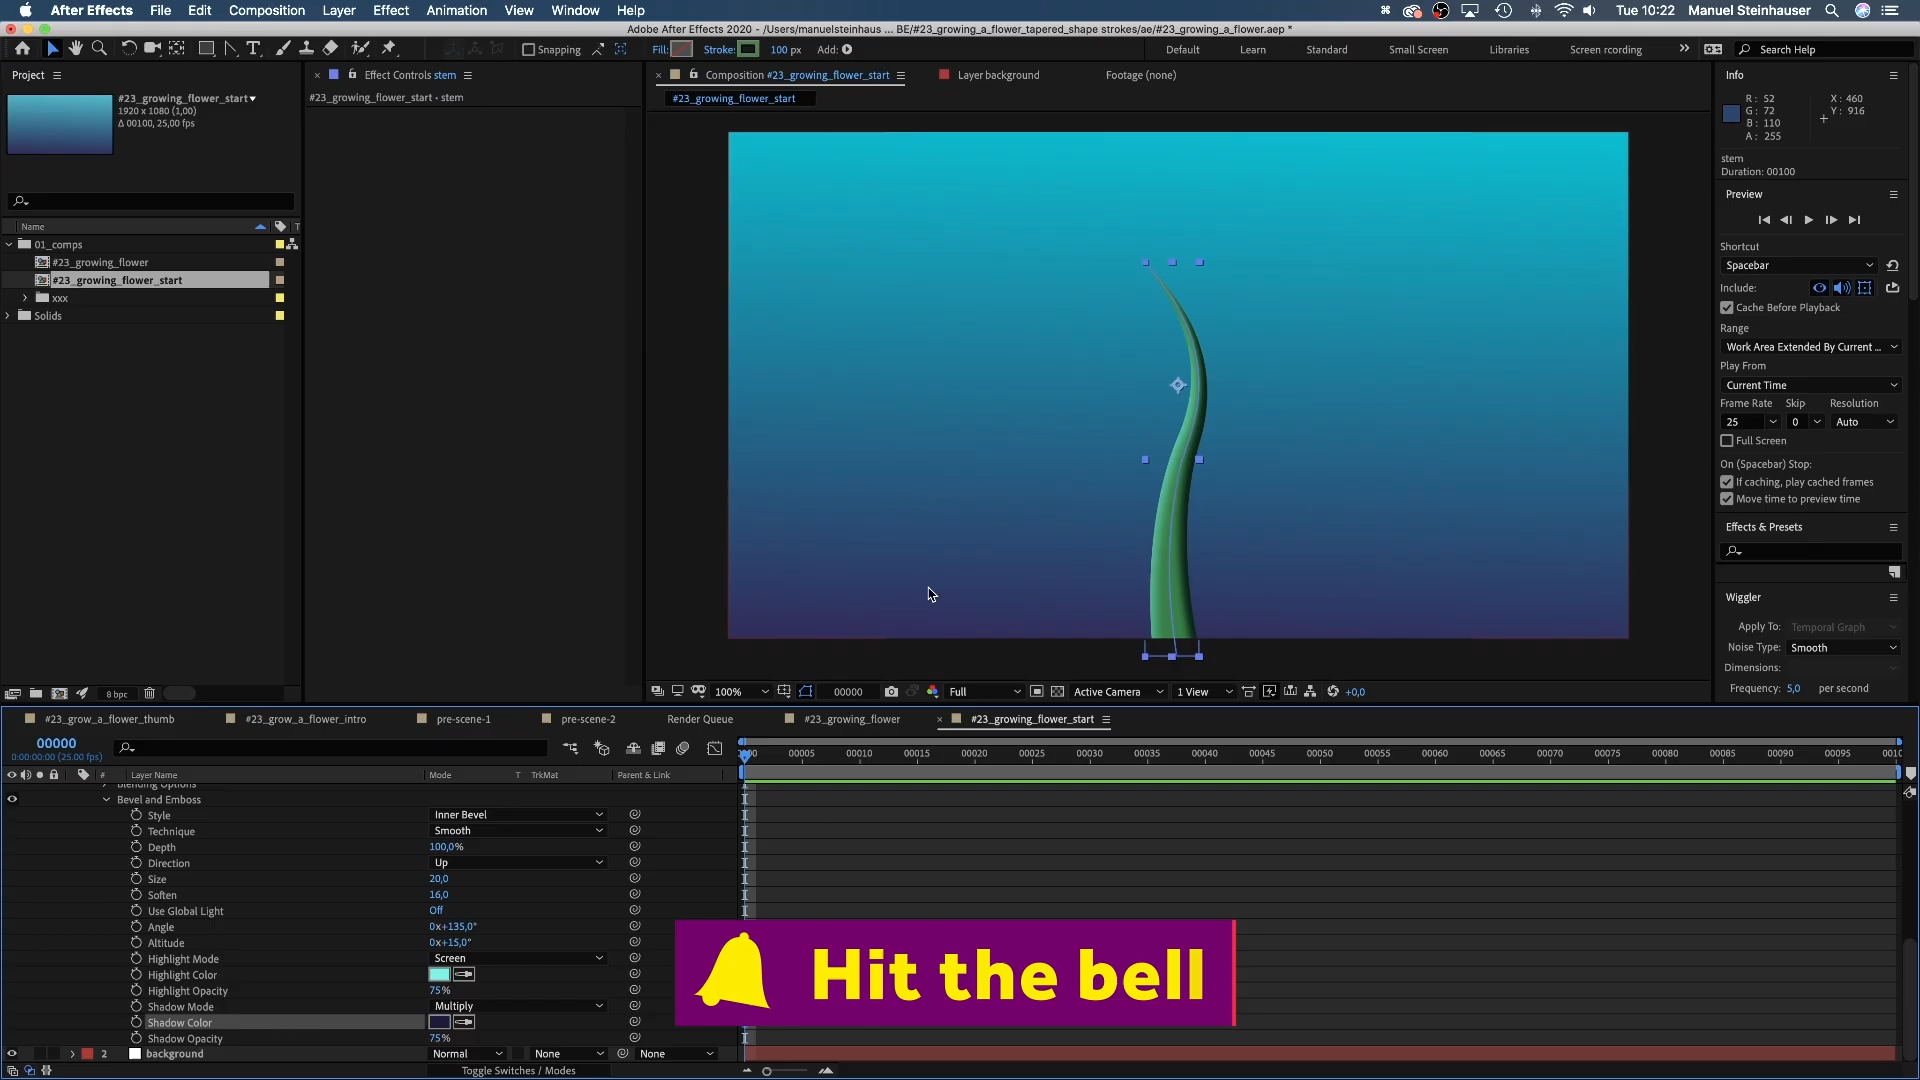 After Effects File Edit Composition Layer Effect Animation View Window Help
Tue 10:22 Manuel Steinhauser
Adobe After Effects 2020 - /Users/manuelsteinhaus ... BE/#23_growing_a_flower_tapered_shape strokes/ae/#23_growing_a_flower.aep *
Snapping Fill: Stroke: 100 px Add:
Default Learn Standard Small Screen Libraries Screen rcording Search Help
Project
#23_growing_flower_start
1920 x 1080 (1,00)
Δ 00100, 25,00 fps
Name
01_comps
#23_growing_flower
#23_growing_flower_start
xxx
Solids
8 bpc
Effect Controls stem
#23_growing_flower_start • stem
Composition #23_growing_flower_start Layer background Footage (none)
#23_growing_flower_start
100% 00000 Full Active Camera 1 View +0,0
Info
R: 52
G: 72
B: 110
A: 255
X: 460
Y: 916
stem
Duration: 00100
Preview
Shortcut
Spacebar
Include:
Cache Before Playback
Range
Work Area Extended By Current ...
Play From
Current Time
Frame Rate Skip Resolution
25 0 Auto
Full Screen
On (Spacebar) Stop:
If caching, play cached frames
Move time to preview time
Effects & Presets
Wiggler
Apply To: Temporal Graph
Noise Type: Smooth
Dimensions:
Frequency: 5,0 per second
#23_grow_a_flower_thumb #23_grow_a_flower_intro pre-scene-1 pre-scene-2 Render Queue #23_growing_flower #23_growing_flower_start
00000
0:00:00:00 (25.00 fps)
00005 00010 00015 00020 00025 00030 00035 00040 00045 00050 00055 00060 00065 00070 00075 00080 00085 00090 00095
# Layer Name Mode T TrkMat Parent & Link
Blending Options
Bevel and Emboss
Style Inner Bevel
Technique Smooth
Depth 100,0%
Direction Up
Size 20,0
Soften 16,0
Use Global Light Off
Angle 0x+135,0°
Altitude 0x+15,0°
Highlight Mode Screen
Highlight Color
Highlight Opacity 75%
Shadow Mode Multiply
Shadow Color
Shadow Opacity 75%
2 background Normal None None
Toggle Switches / Modes
Hit the bell